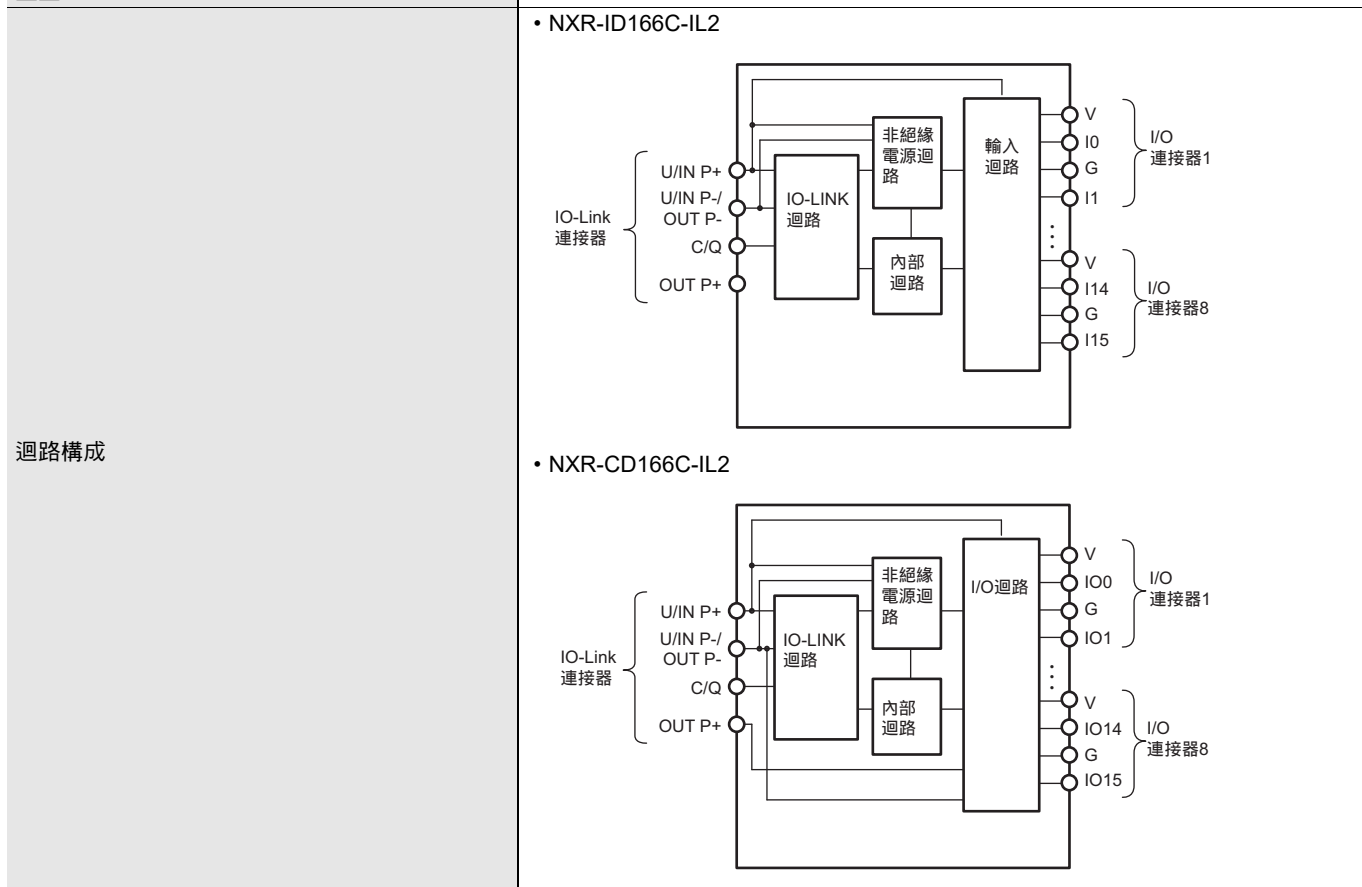 迴路構成
• NXR-ID166C-IL2
IO-Link
連接器
U/IN P+
U/IN P-/
OUT P-
C/Q
OUT P+
IO-LINK
迴路
非絕緣
電源迴
路
內部
迴路
輸入
迴路
V
I0
G
I1
I/O
連接器1
V
I14
G
I15
I/O
連接器8
• NXR-CD166C-IL2
IO-Link
連接器
U/IN P+
U/IN P-/
OUT P-
C/Q
OUT P+
IO-LINK
迴路
非絕緣
電源迴
路
內部
迴路
I/O迴路
V
IO0
G
IO1
I/O
連接器1
V
IO14
G
IO15
I/O
連接器8